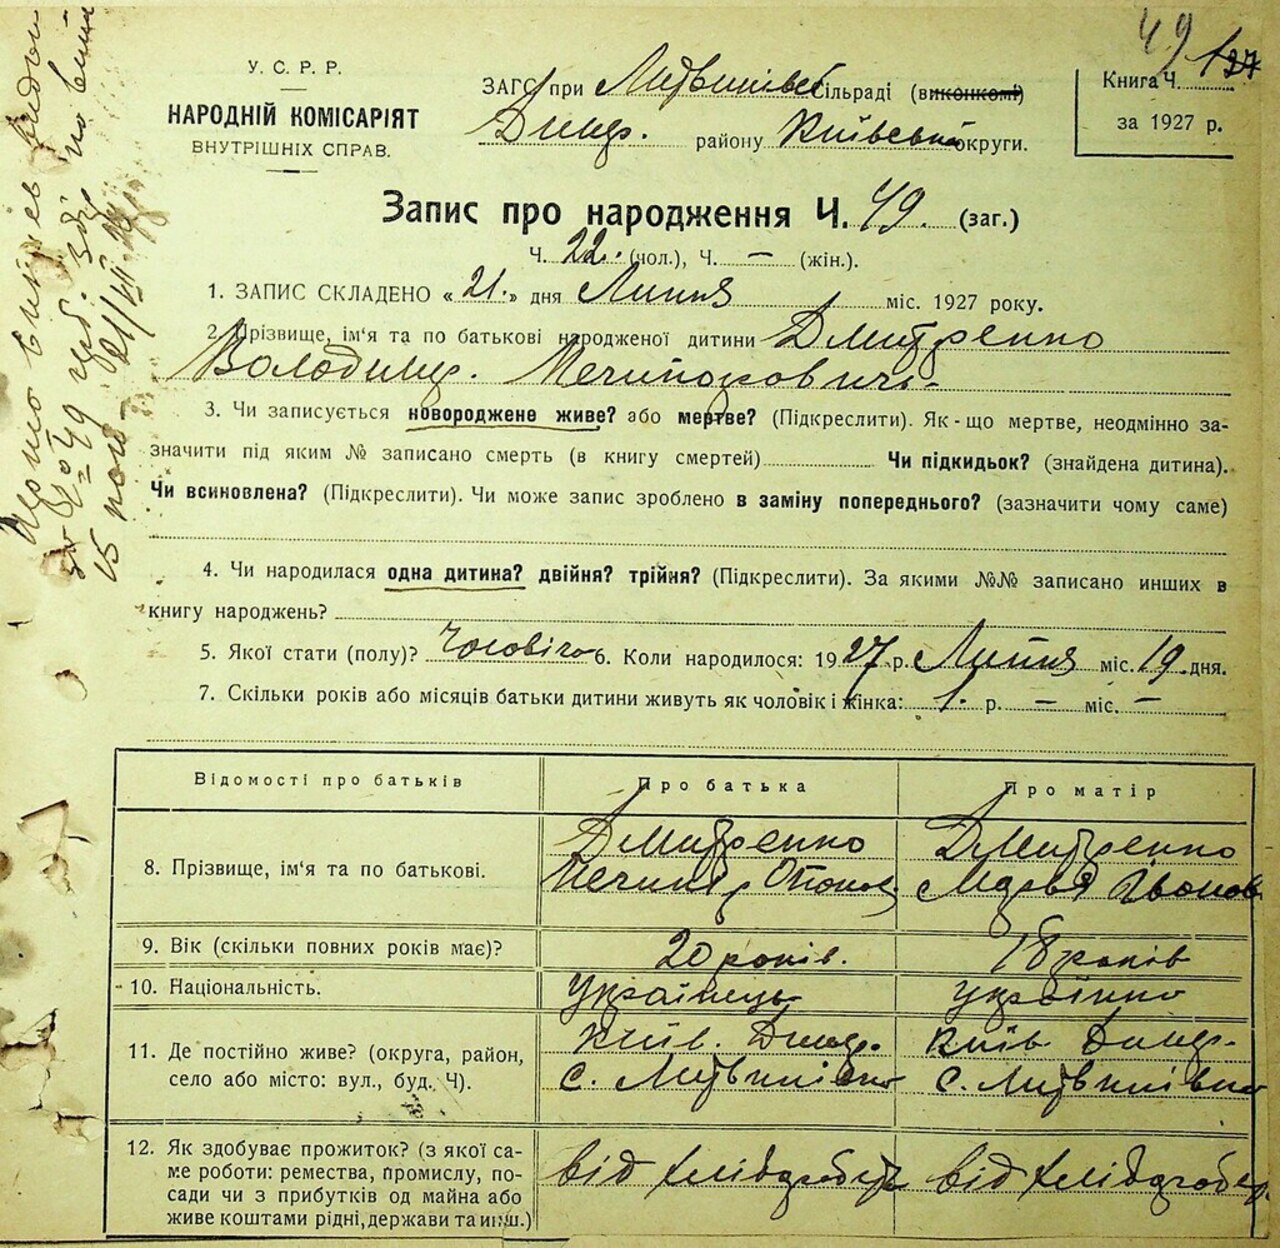 49
137
У. С. Р. Р.
НАРОДНІЙ КОМІСАРІЯТ
ВНУТРІШНІХ СПРАВ.
ЗАГС при Литвинівс Сільраді (виконкомі)
Димер. району Київської округи.
Книга Ч.
за 1927 р.
Запис про народження Ч. 49. (заг.)
Ч. 22. (чол.), Ч. – (жін.).
1. ЗАПИС СКЛАДЕНО « 21. » дня Липня міс. 1927 року.
2. Прізвище, ім'я та по батькові народженої дитини Дмитренко
Володимир.
3. Чи записується новороджене живе? або мертве? (Підкреслити). Як-що мертве, неодмінно за-
значити під яким № записано смерть (в книгу смертей) Чи підкидьок? (знайдена дитина).
Чи всиновлена? (Підкреслити). Чи може запис зроблено в заміну попереднього? (зазначити чому саме)
4. Чи народилася одна дитина? двійня? трійня? (Підкреслити). За якими №№ записано инших в
книгу народжень?
5. Якої стати (полу)? 6. Коли народилося: 1927 р. Липня міс. 19 дня.
7. Скільки років або місяців батьки дитини живуть як чоловік і жінка: 1. р. – міс. –
Відомості про батьків Про батька Про матір
8. Прізвище, ім'я та по батькові.
Дмитренко
Дмитренко
Марья Іванов
9. Вік (скільки повних років має)? 20 років. 18 років
10. Національність. Українець Українка
11. Де постійно живе? (округа, район,
село або місто: вул., буд. Ч).
Київ. Димер.
с. Литвинівка
Київ. Димер.
с. Литвинівка
12. Як здобуває прожиток? (з якої са-
ме роботи: ремества, промислу, по-
сади чи з прибутків од майна або
живе коштами рідні, держави та инш.)
від хлібороб
від хлібороб